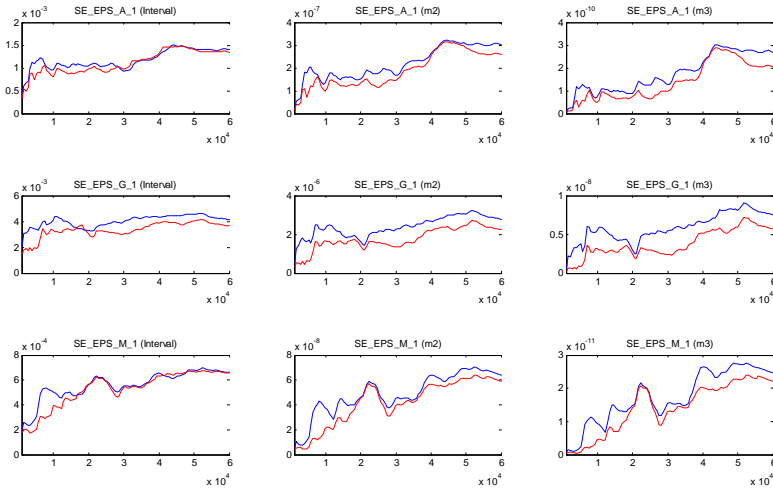 x 10^-3 SE_EPS_A_1 (Interval)
1.5
1
0.5
0
1 2 3 4 5 6
x 10^4
x 10^-7 SE_EPS_A_1 (m2)
4
3
2
1
0
1 2 3 4 5 6
x 10^4
x 10^-10 SE_EPS_A_1 (m3)
4
3
2
1
0
1 2 3 4 5 6
x 10^4
x 10^-3 SE_EPS_G_1 (Interval)
6
4
2
0
1 2 3 4 5 6
x 10^4
x 10^-6 SE_EPS_G_1 (m2)
4
2
0
1 2 3 4 5 6
x 10^4
x 10^-8 SE_EPS_G_1 (m3)
1
0.5
0
1 2 3 4 5 6
x 10^4
x 10^-4 SE_EPS_M_1 (Interval)
8
6
4
2
0
1 2 3 4 5 6
x 10^4
x 10^-8 SE_EPS_M_1 (m2)
8
6
4
2
0
1 2 3 4 5 6
x 10^4
x 10^-11 SE_EPS_M_1 (m3)
3
2
1
0
1 2 3 4 5 6
x 10^4